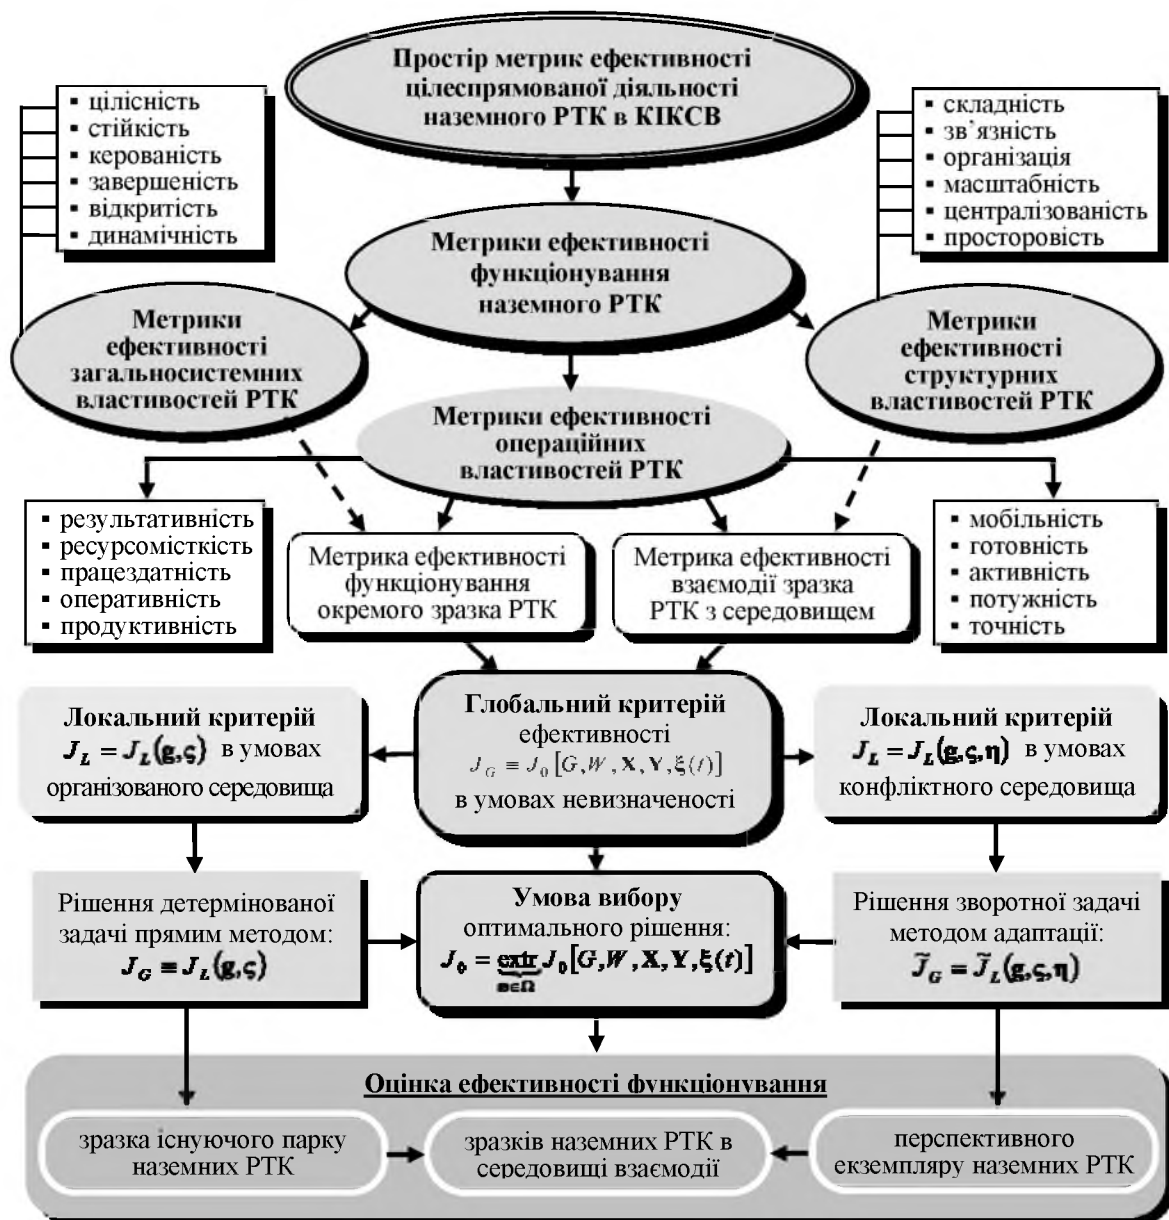 Простір метрик ефективності
цілеспрямованої діяльності
наземного РТК в КІКСВ
▪ цілісність
▪ стійкість
▪ керованість
▪ завершеність
▪ відкритість
▪ динамічність
▪ складність
▪ зв’язність
▪ організація
▪ масштабність
▪ централізованість
▪ просторовість
Метрики ефективності
функціонування
наземного РТК
Метрики
ефективності
загальносистемних
властивостей РТК
Метрики
ефективності
структурних
властивостей РТК
Метрики ефективності
операційних
властивостей РТК
▪ результативність
▪ ресурсомісткість
▪ працездатність
▪ оперативність
▪ продуктивність
Метрика ефективності
функціонування
окремого зразка РТК
Метрика ефективності
взаємодії зразка
РТК з середовищем
▪ мобільність
▪ готовність
▪ активність
▪ потужність
▪ точність
Локальний критерій
J_L = J_L(g,ς) в умовах
організованого середовища
Глобальний критерій
ефективності
J_G ≡ J_0[G,W,X,Y,ξ(t)]
в умовах невизначеності
Локальний критерій
J_L = J_L(g,ς,η) в умовах
конфліктного середовища
Рішення детермінованої
задачі прямим методом:
J_G ≡ J_L(g,ς)
Умова вибору
оптимального рішення:
J_0 = extr J_0[G,W,X,Y,ξ(t)]
Рішення зворотної задачі
методом адаптації:
J̃_G = J̃_L(g,ς,η)
Оцінка ефективності функціонування
зразка існуючого парку
наземних РТК
зразків наземних РТК в
середовищі взаємодії
перспективного
екземпляру наземних РТК